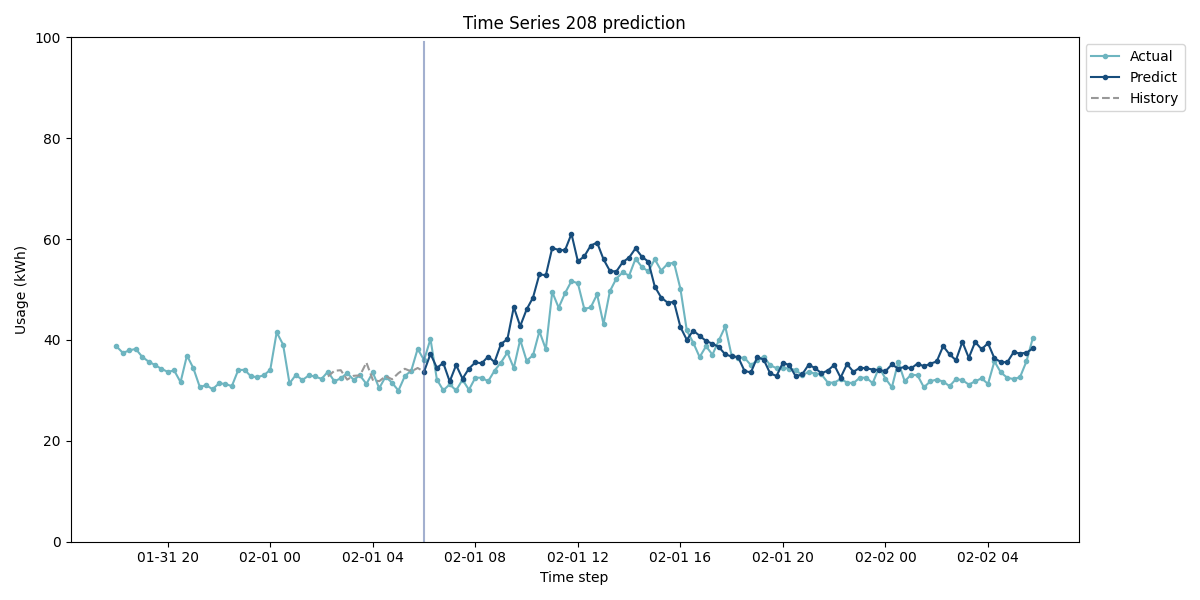 Time Series 208 prediction
Usage (kWh)
100
80
60
40
20
0
01-31 20
02-01 00
02-01 04
02-01 08
02-01 12
02-01 16
02-01 20
02-02 00
02-02 04
Time step
Actual
Predict
History